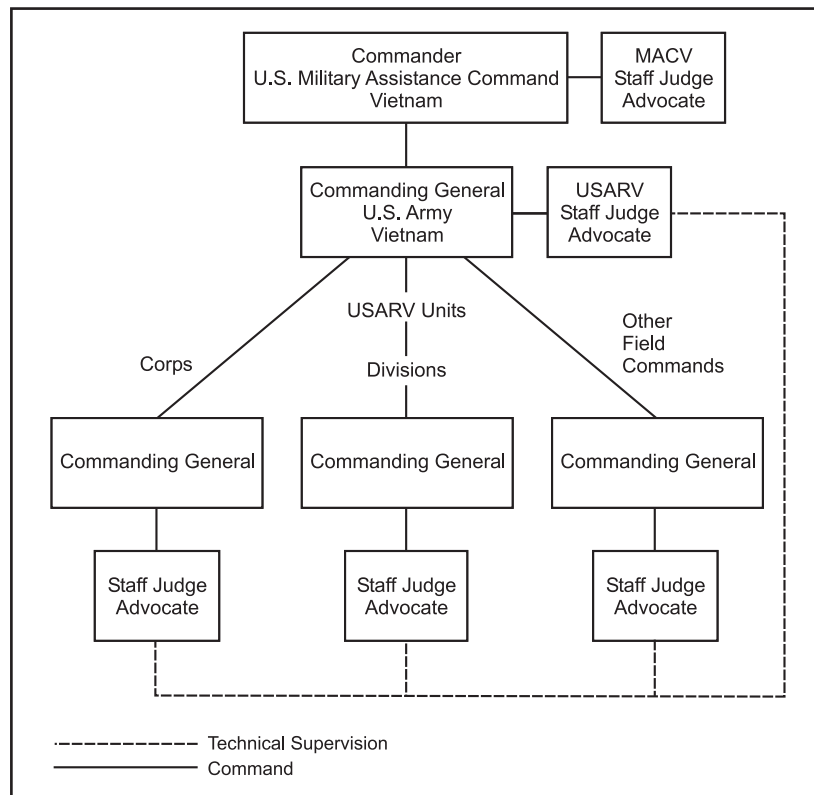 Commander
U.S. Military Assistance Command
Vietnam
MACV
Staff Judge
Advocate
Commanding General
U.S. Army
Vietnam
USARV
Staff Judge
Advocate
USARV Units
Corps
Divisions
Other
Field
Commands
Commanding General
Commanding General
Commanding General
Staff Judge
Advocate
Staff Judge
Advocate
Staff Judge
Advocate
Technical Supervision
Command